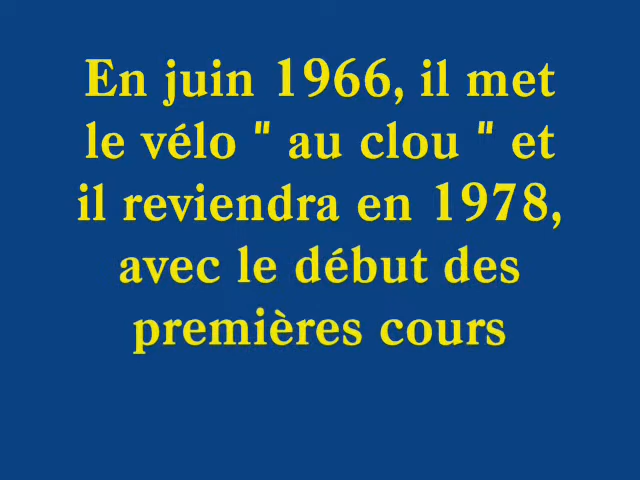 En juin 1966, il met
le vélo " au clou " et
il reviendra en 1978,
avec le début des
premières cours